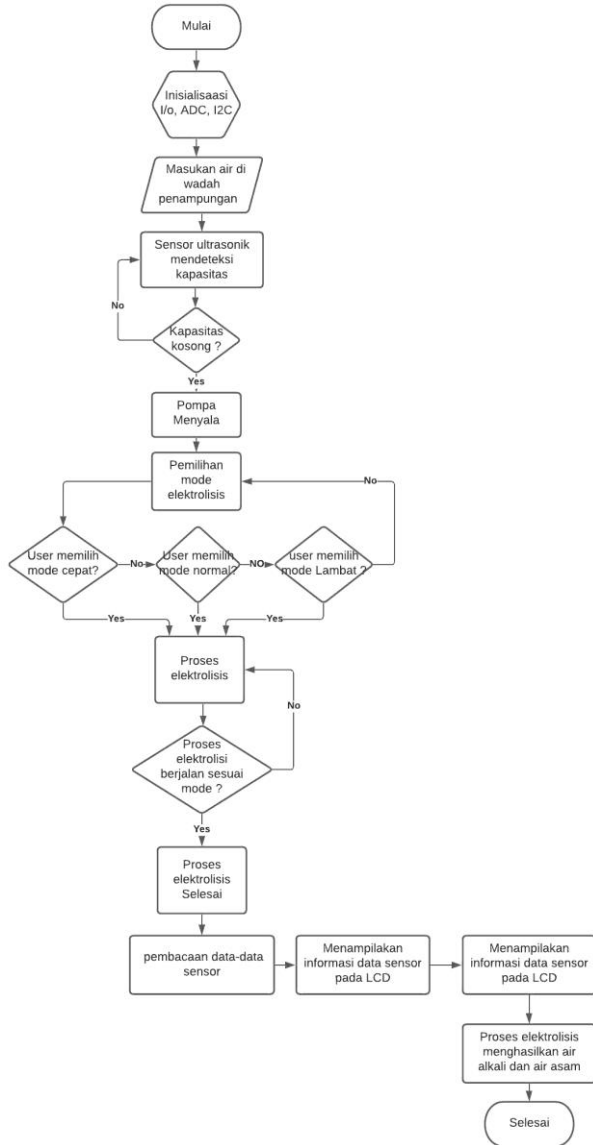 Mulai
Inisialisaasi
I/o, ADC, I2C
Masukan air di
wadah
penampungan
Sensor ultrasonik
mendeteksi
kapasitas
No
Kapasitas
kosong ?
Yes
Pompa
Menyala
Pemilihan
mode
elektrolisis
No
User memilih
mode cepat?
No
User memilih
mode normal?
NO
user memilih
mode Lambat ?
Yes
Yes
Yes
Proses
elektrolisis
No
Proses
elektrolisi
berjalan sesuai
mode ?
Yes
Proses
elektrolisis
Selesai
pembacaan data-data
sensor
Menampilakan
informasi data sensor
pada LCD
Menampilakan
informasi data sensor
pada LCD
Proses elektrolisis
menghasilkan air
alkali dan air asam
Selesai